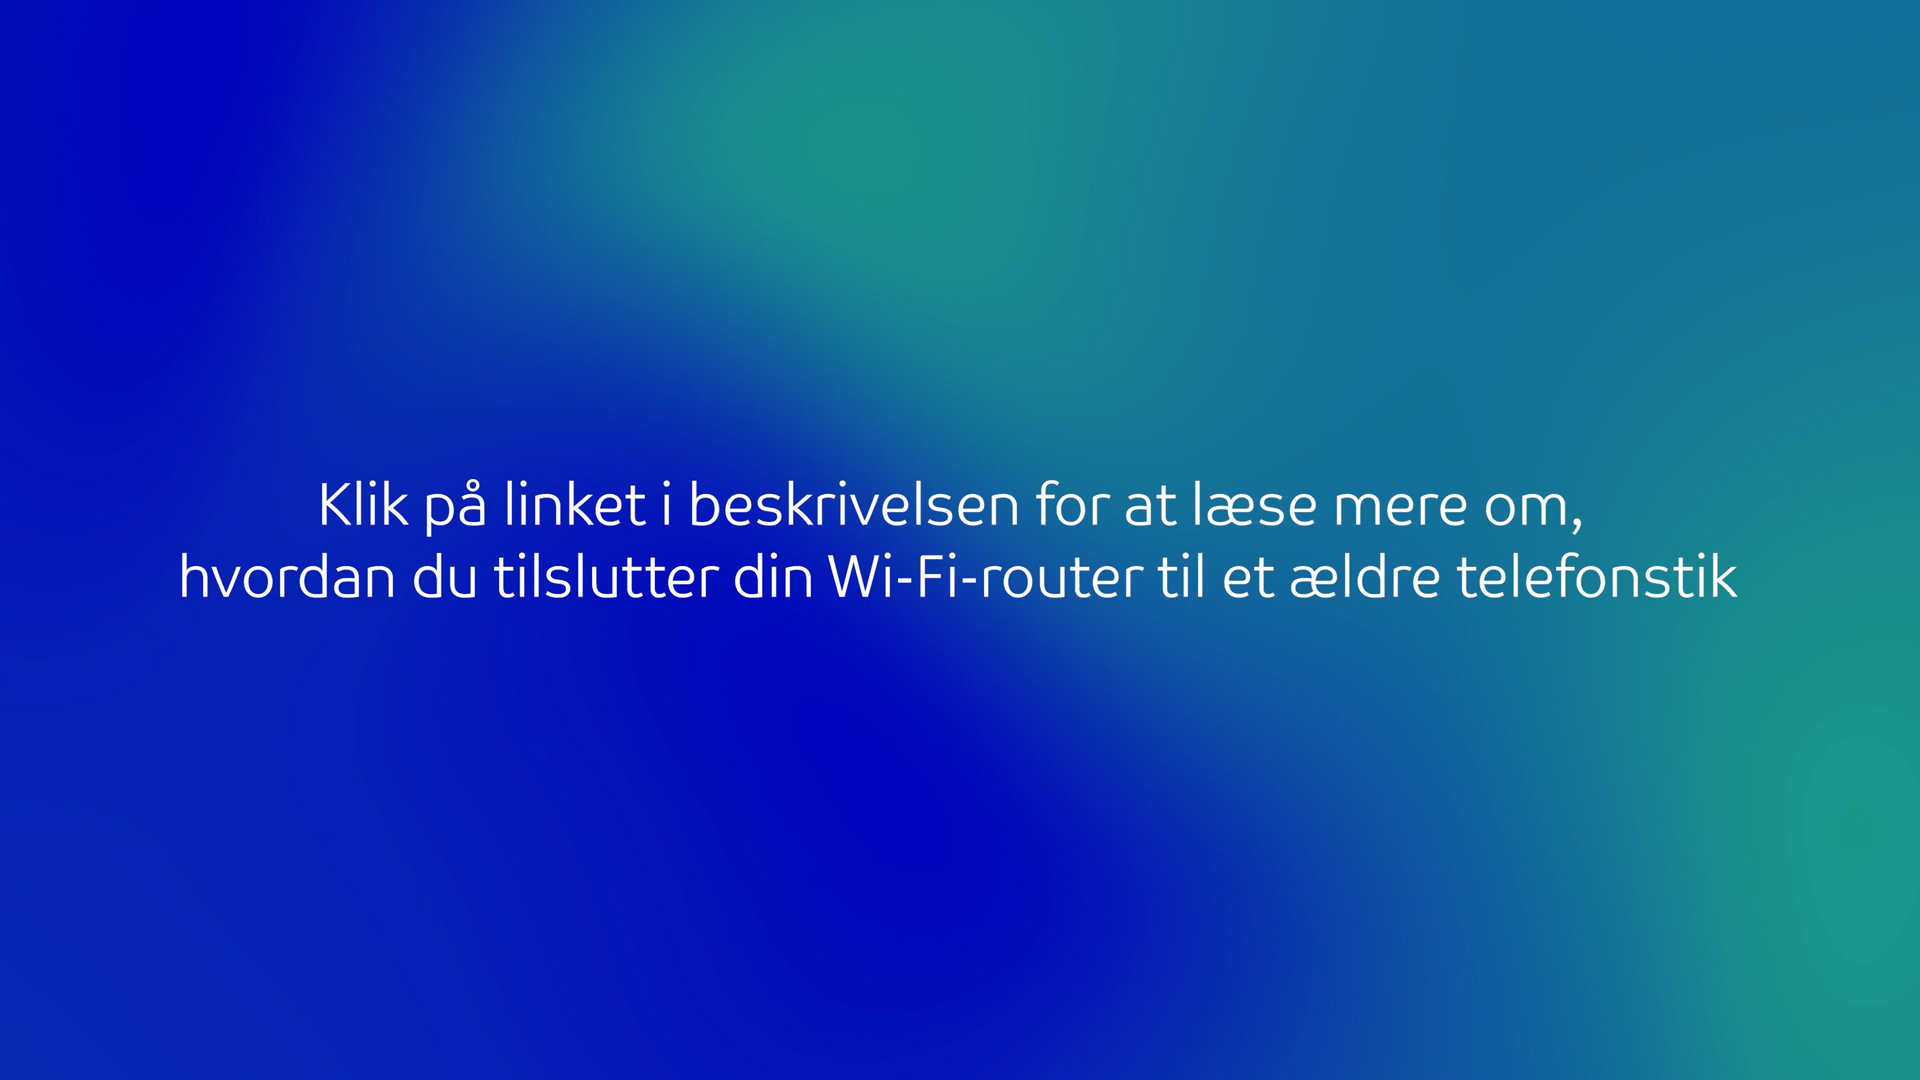 Klik på linket i beskrivelsen for at læse mere om,
hvordan du tilslutter din Wi-Fi-router til et ældre telefonstik